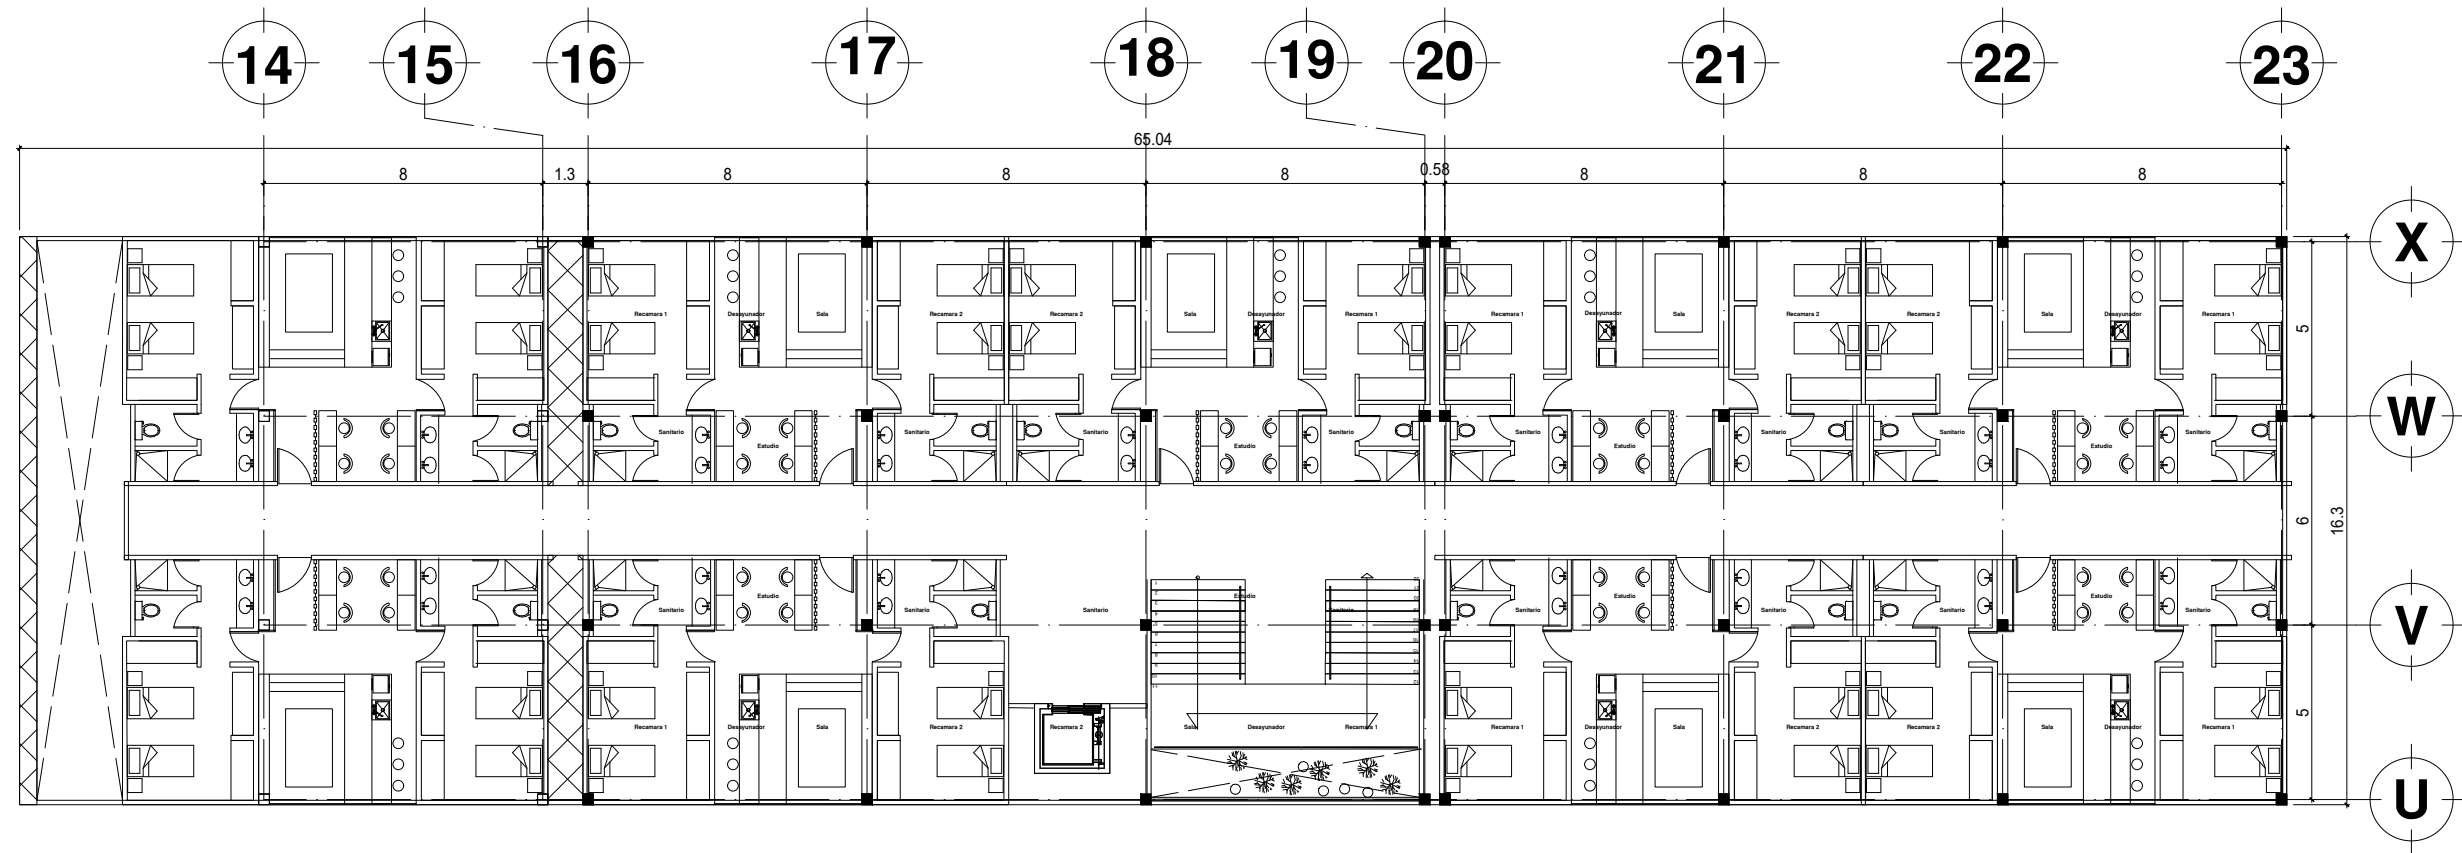 14 15 16 17 18 19 20 21 22 23
65.04
8 1.3 8 8 8 0.58 8 8 8
X
Recamara 1 Desayunador Sala Recamara 2 Recamara 2 Sala Desayunador Recamara 1 Recamara 1 Desayunador Sala Recamara 2 Recamara 2 Sala Desayunador Recamara 1
5
W
Sanitario Sanitario Sanitario Sanitario Sanitario Sanitario Sanitario Sanitario
Estudio Estudio Estudio Estudio
6 16.3
Estudio Estudio Estudio Estudio
Sanitario Sanitario Sanitario Sanitario Sanitario Sanitario Sanitario Sanitario
V
5
Recamara 1 Desayunador Sala Recamara 2 Recamara 2 Sala Desayunador Recamara 1 Recamara 1 Desayunador Sala Recamara 2 Recamara 2 Sala Desayunador Recamara 1
U